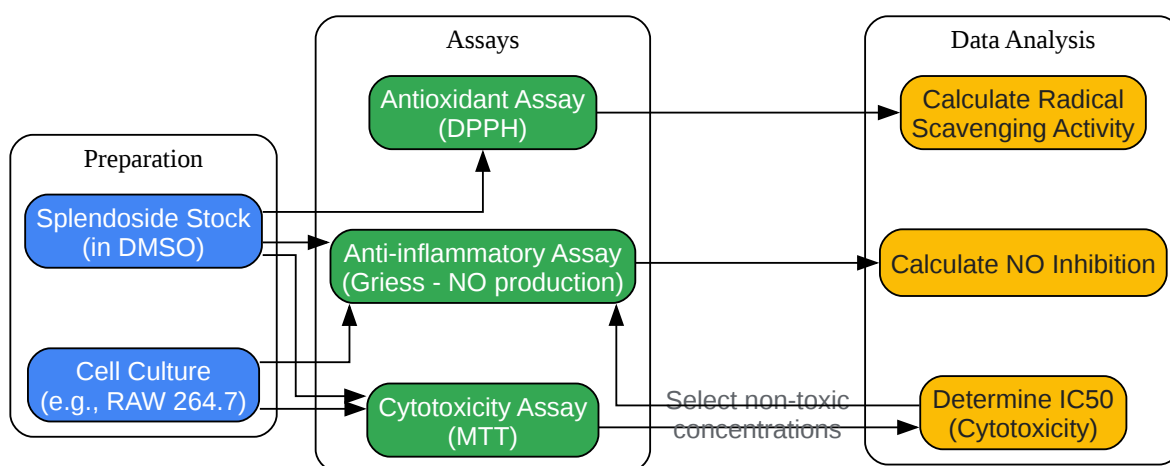 Preparation
Splendoside Stock
(in DMSO)
Cell Culture
(e.g., RAW 264.7)
Assays
Antioxidant Assay
(DPPH)
Anti-inflammatory Assay
(Griess - NO production)
Cytotoxicity Assay
(MTT)
Select non-toxic
concentrations
Data Analysis
Calculate Radical
Scavenging Activity
Calculate NO Inhibition
Determine IC50
(Cytotoxicity)